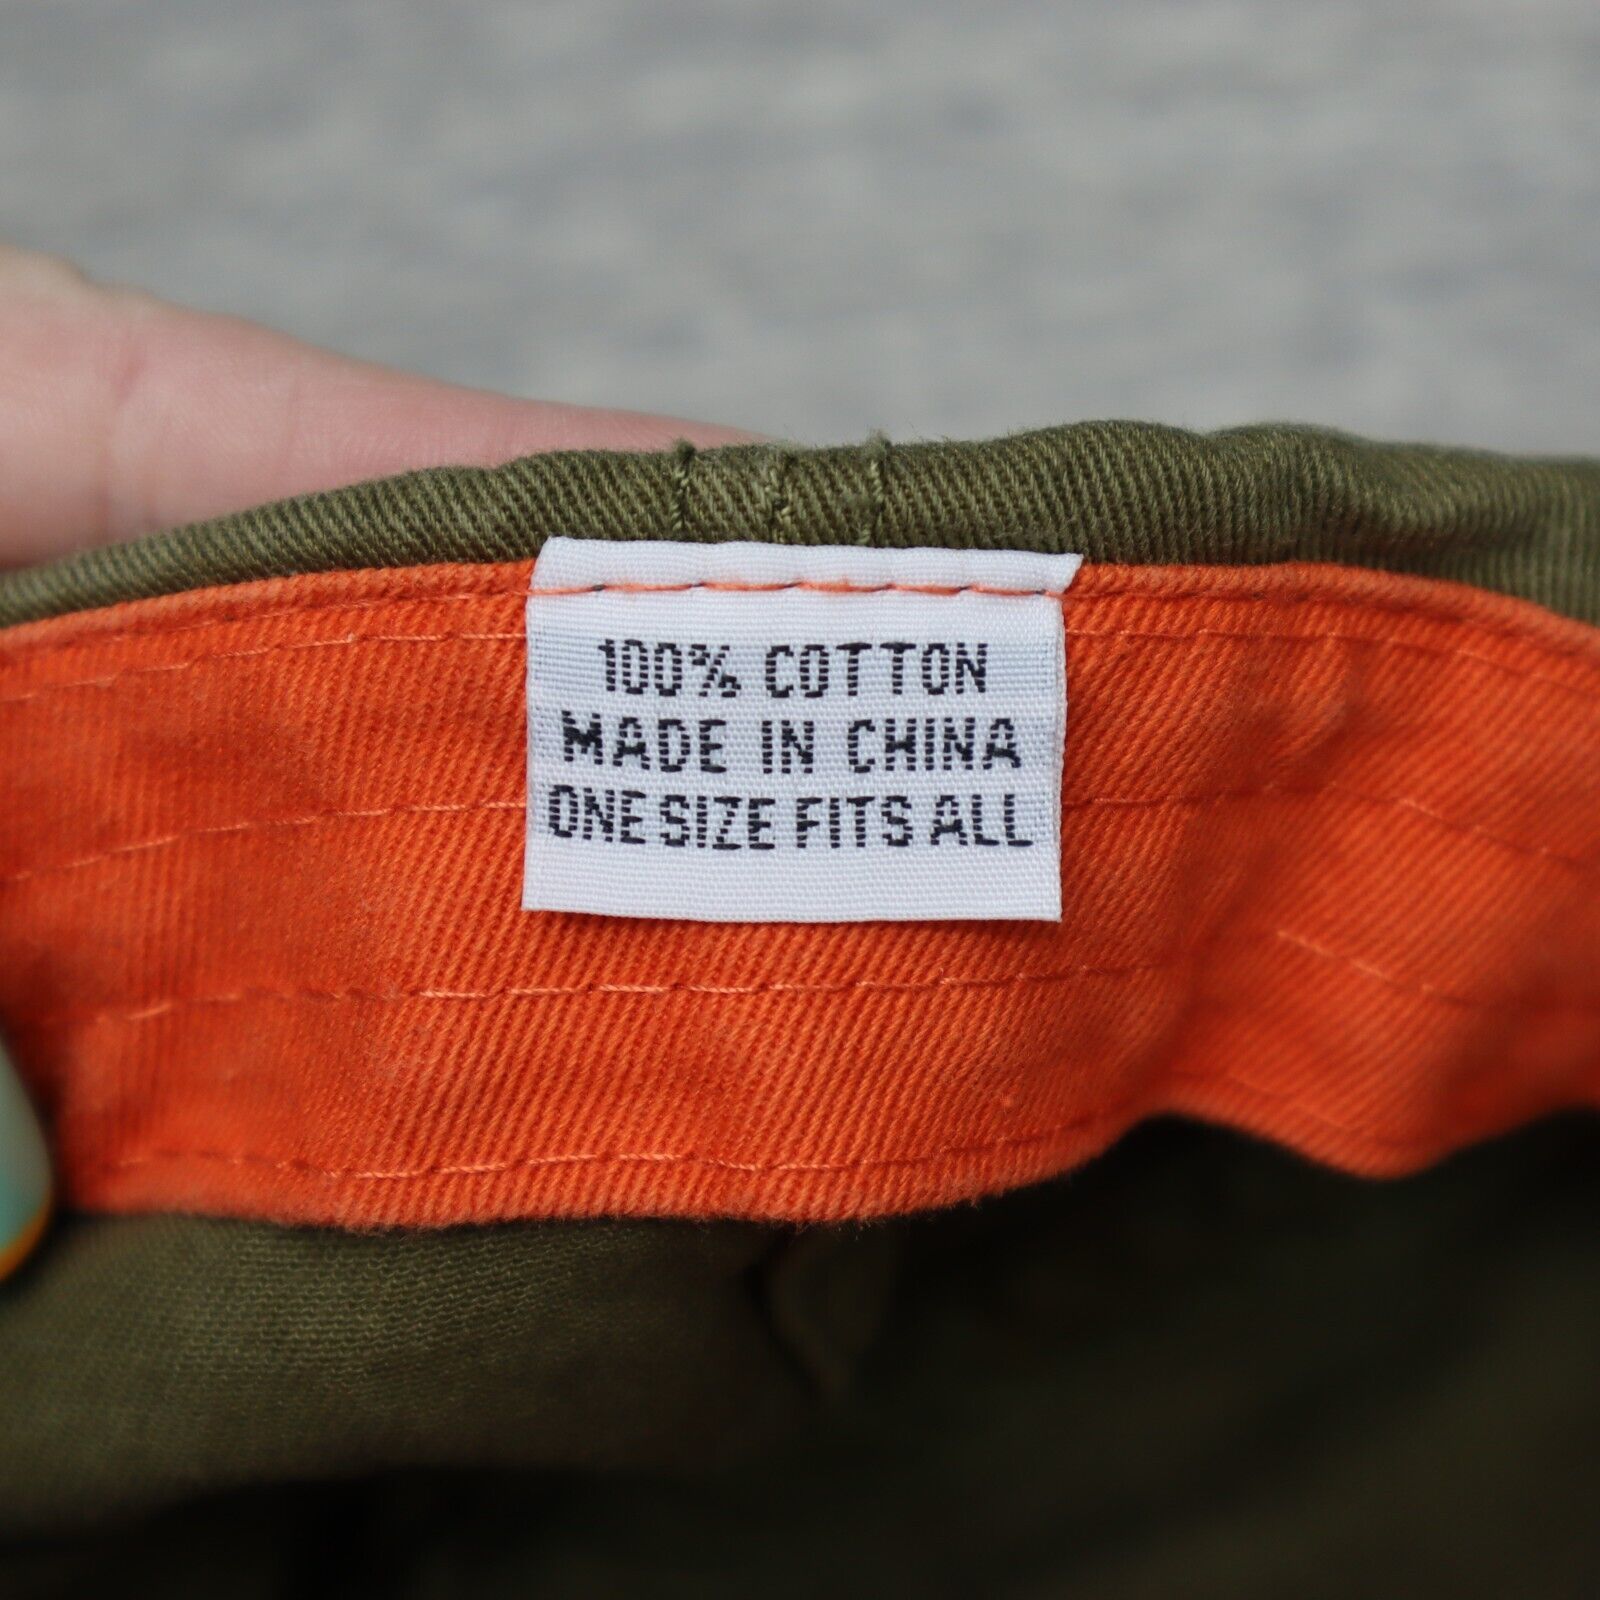 100% COTTON
MADE IN CHINA
ONE SIZE FITS ALL